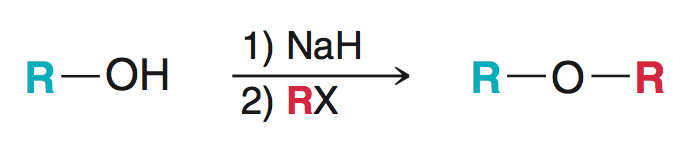 R—OH
1) NaH
2) RX
R—O—R